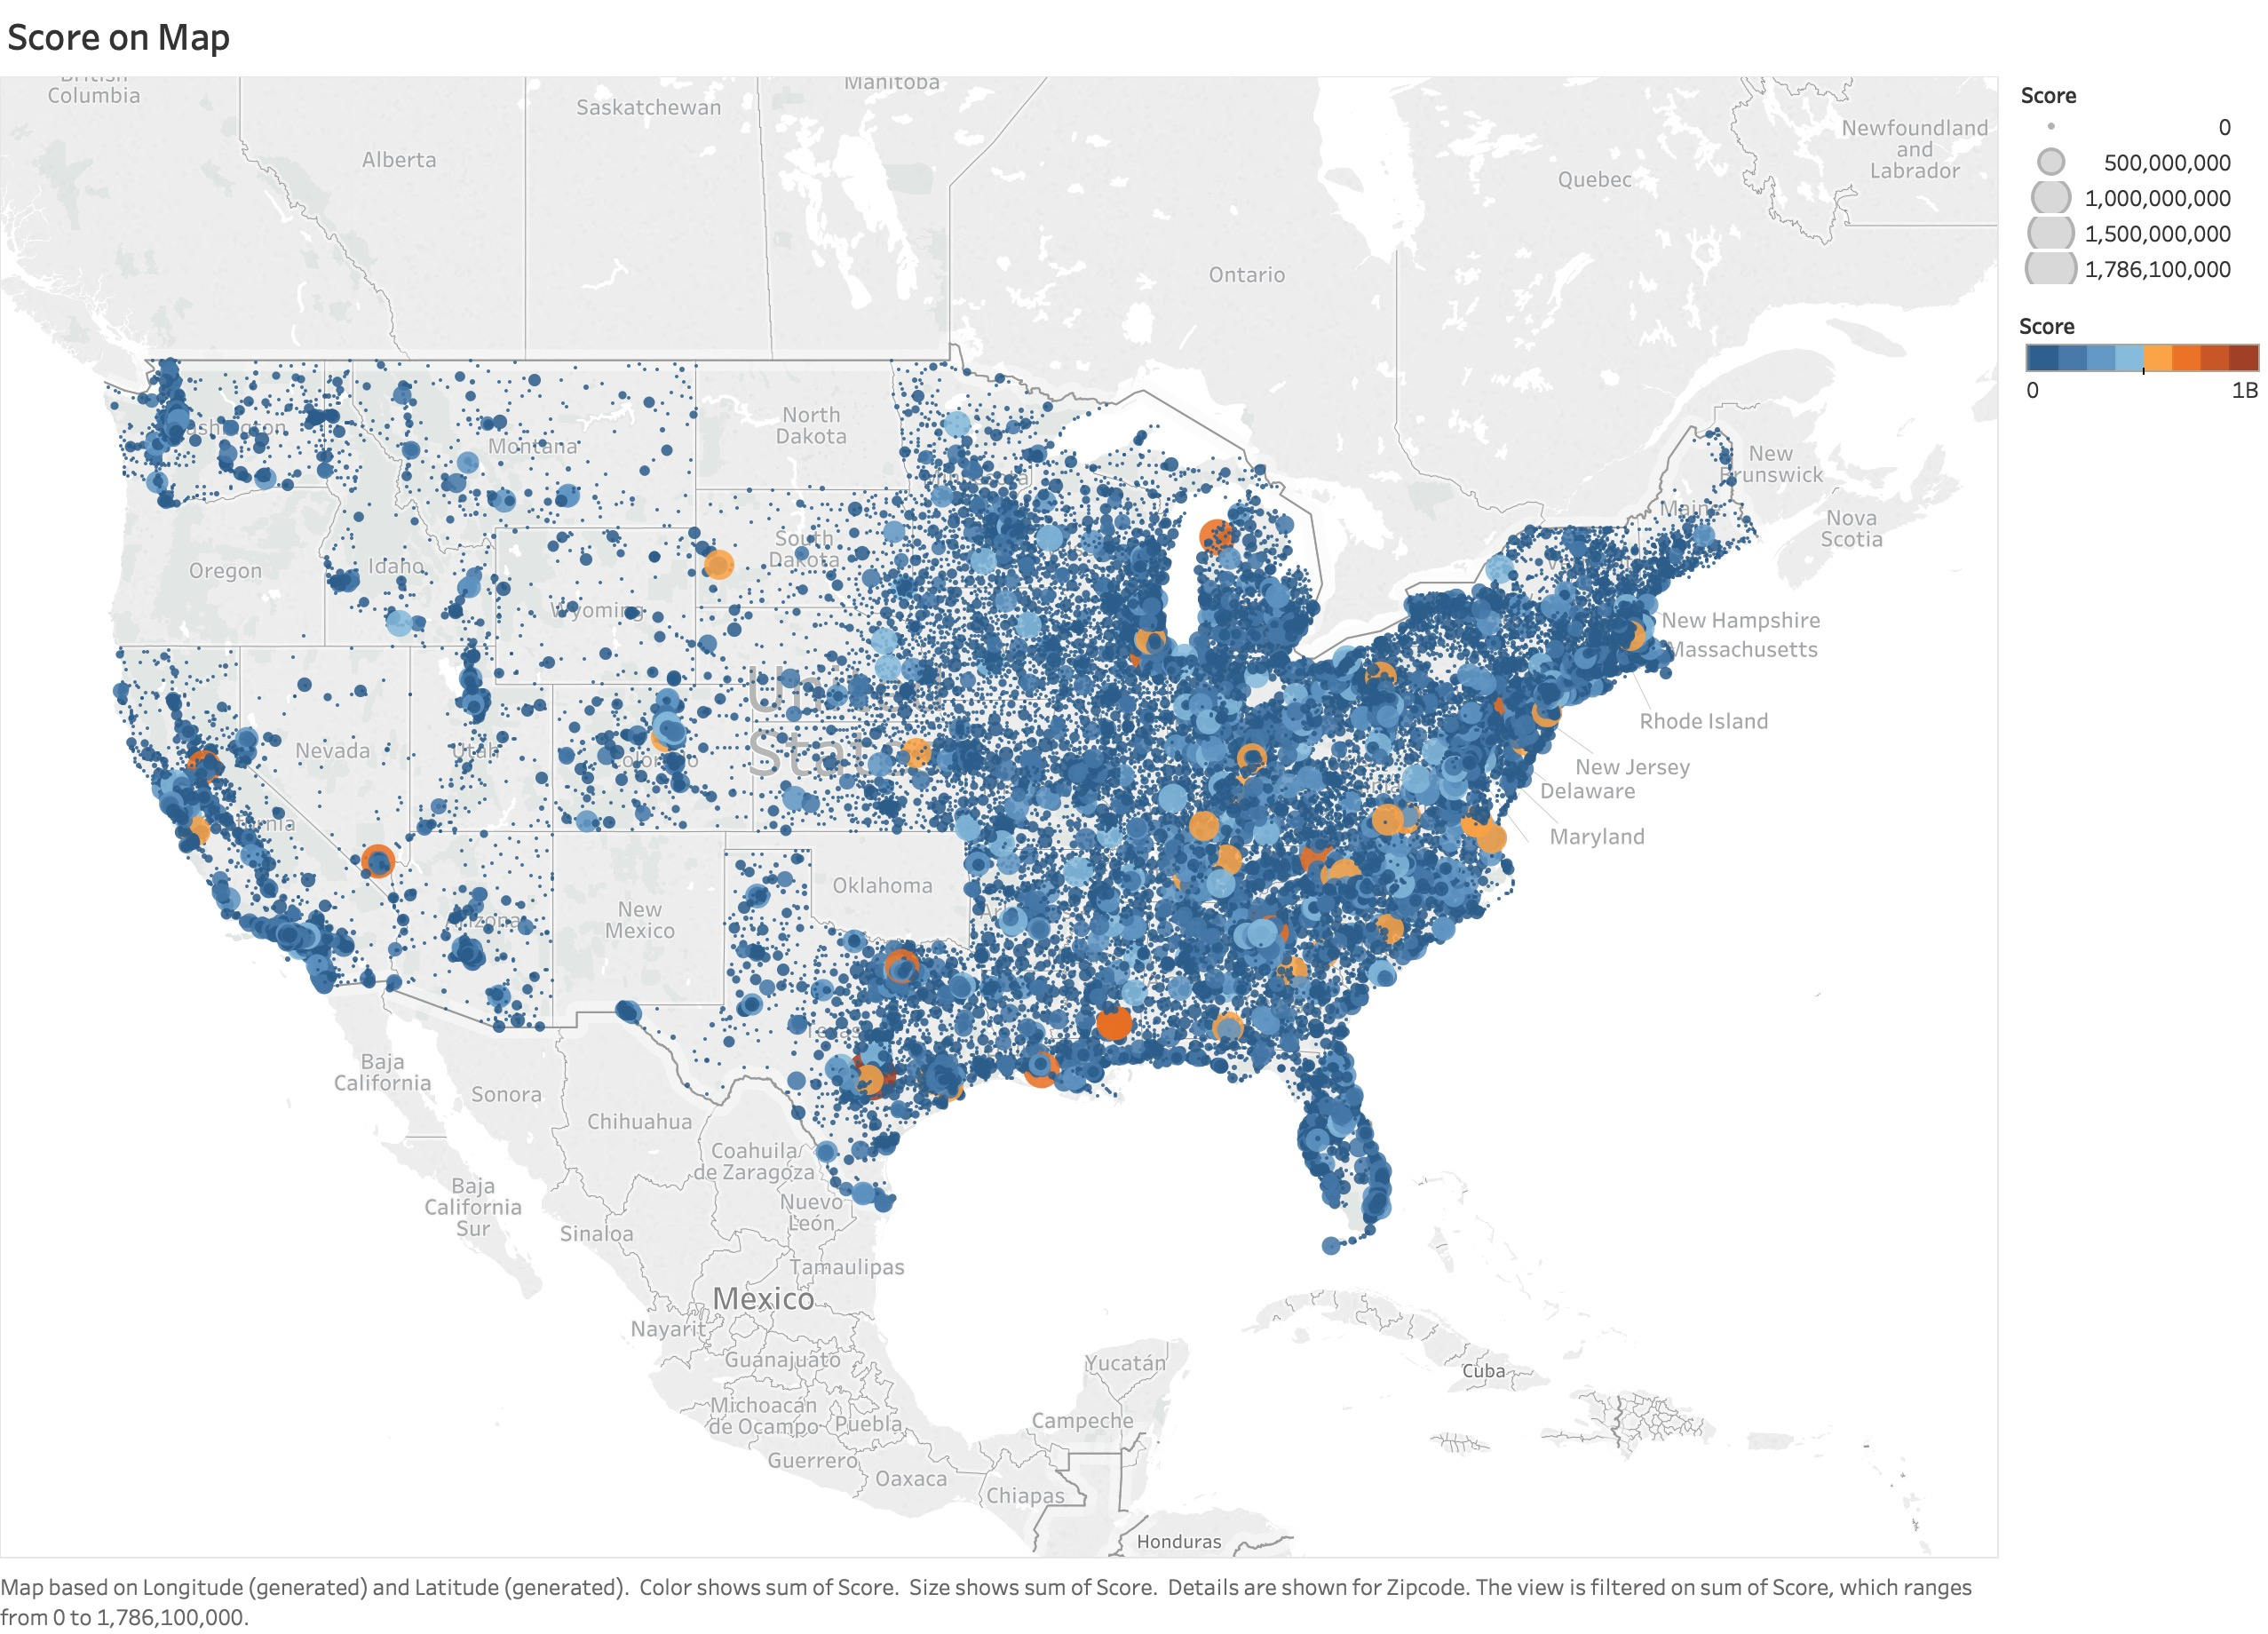 Score on Map
British
Columbia
Manitoba
Saskatchewan
Alberta
Newfoundland
and
Labrador
Quebec
Ontario
North
Dakota
Montana
New
Brunswick
Nova
Scotia
South
Dakota
Oregon
Idaho
Wyoming
New Hampshire
Massachusetts
Rhode Island
United
States
Nevada
Utah
New Jersey
Delaware
Maryland
Oklahoma
New
Mexico
Baja
California
Sonora
Chihuahua
Coahuila
de Zaragoza
Baja
California
Sur
Nuevo
León
Sinaloa
Tamaulipas
Mexico
Nayarit
Guanajuato
Yucatán
Cuba
Michoacán
de Ocampo
Puebla
Campeche
Guerrero
Oaxaca
Chiapas
Honduras
Score
0
500,000,000
1,000,000,000
1,500,000,000
1,786,100,000
Score
0 1B
Map based on Longitude (generated) and Latitude (generated). Color shows sum of Score. Size shows sum of Score. Details are shown for Zipcode. The view is filtered on sum of Score, which ranges
from 0 to 1,786,100,000.